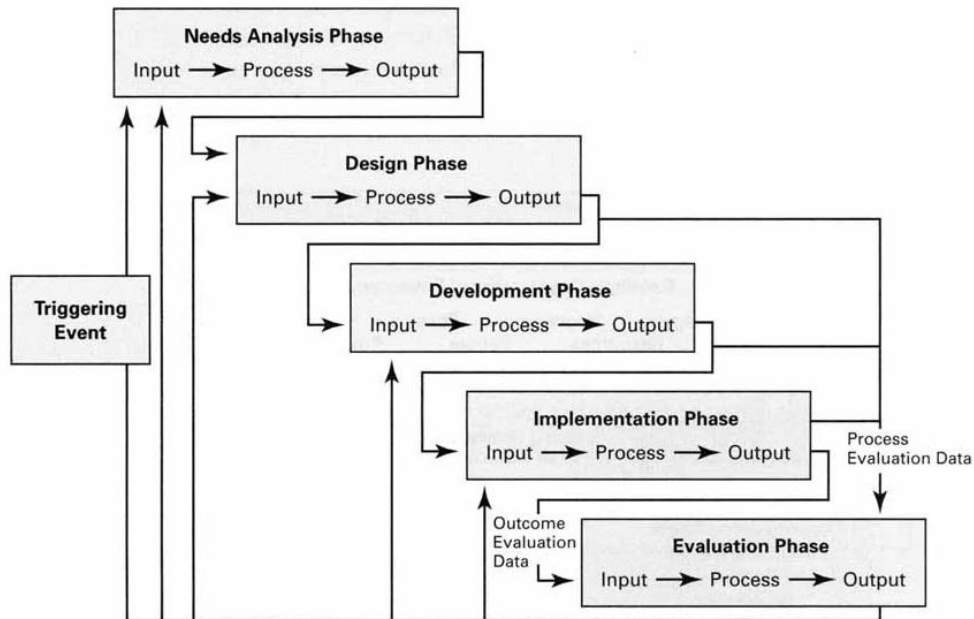 Needs Analysis Phase
Input Process Output
Design Phase
Input Process Output
Triggering
Event
Development Phase
Input Process Output
Implementation Phase
Input Process Output
Process
Evaluation Data
Outcome
Evaluation
Data
Evaluation Phase
Input Process Output